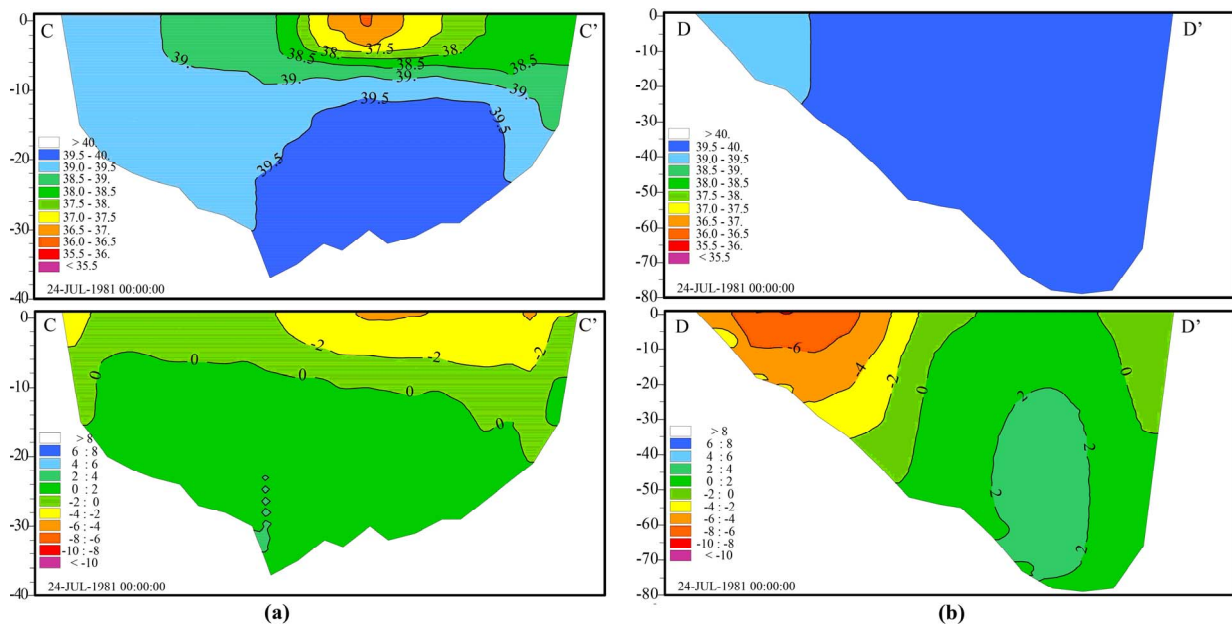 C
C’
0
-10
-20
-30
-40
39.
38.5
38.
37.5
38.
38.5
39.
38.5
39.
39.5
39.5
39.5
> 40.
39.5 - 40.
39.0 - 39.5
38.5 - 39.
38.0 - 38.5
37.5 - 38.
37.0 - 37.5
36.5 - 37.
36.0 - 36.5
35.5 - 36.
< 35.5
24-JUL-1981 00:00:00
D
D’
0
-10
-20
-30
-40
-50
-60
-70
-80
> 40.
39.5 - 40.
39.0 - 39.5
38.5 - 39.
38.0 - 38.5
37.5 - 38.
37.0 - 37.5
36.5 - 37.
36.0 - 36.5
35.5 - 36.
< 35.5
24-JUL-1981 00:00:00
C
C’
0
-10
-20
-30
-40
-2
-2
-2
0
0
0
0
0
> 8
6 : 8
4 : 6
2 : 4
0 : 2
-2 : 0
-4 : -2
-6 : -4
-8 : -6
-10 : -8
< -10
24-JUL-1981 00:00:00
D
D’
0
-10
-20
-30
-40
-50
-60
-70
-80
-6
-4
-2
0
0
2
2
2
2
> 8
6 : 8
4 : 6
2 : 4
0 : 2
-2 : 0
-4 : -2
-6 : -4
-8 : -6
-10 : -8
< -10
24-JUL-1981 00:00:00
(a)
(b)